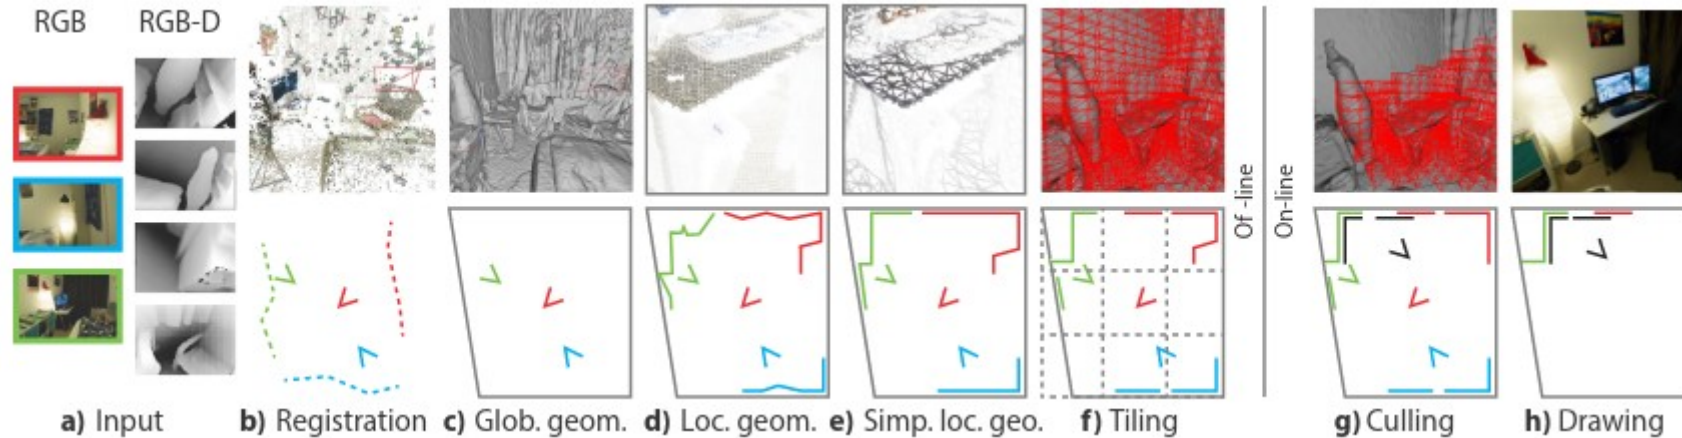 RGB
RGB-D
Of -line
On-line
a) Input
b) Registration
c) Glob. geom.
d) Loc. geom.
e) Simp. loc. geo.
f) Tiling
g) Culling
h) Drawing